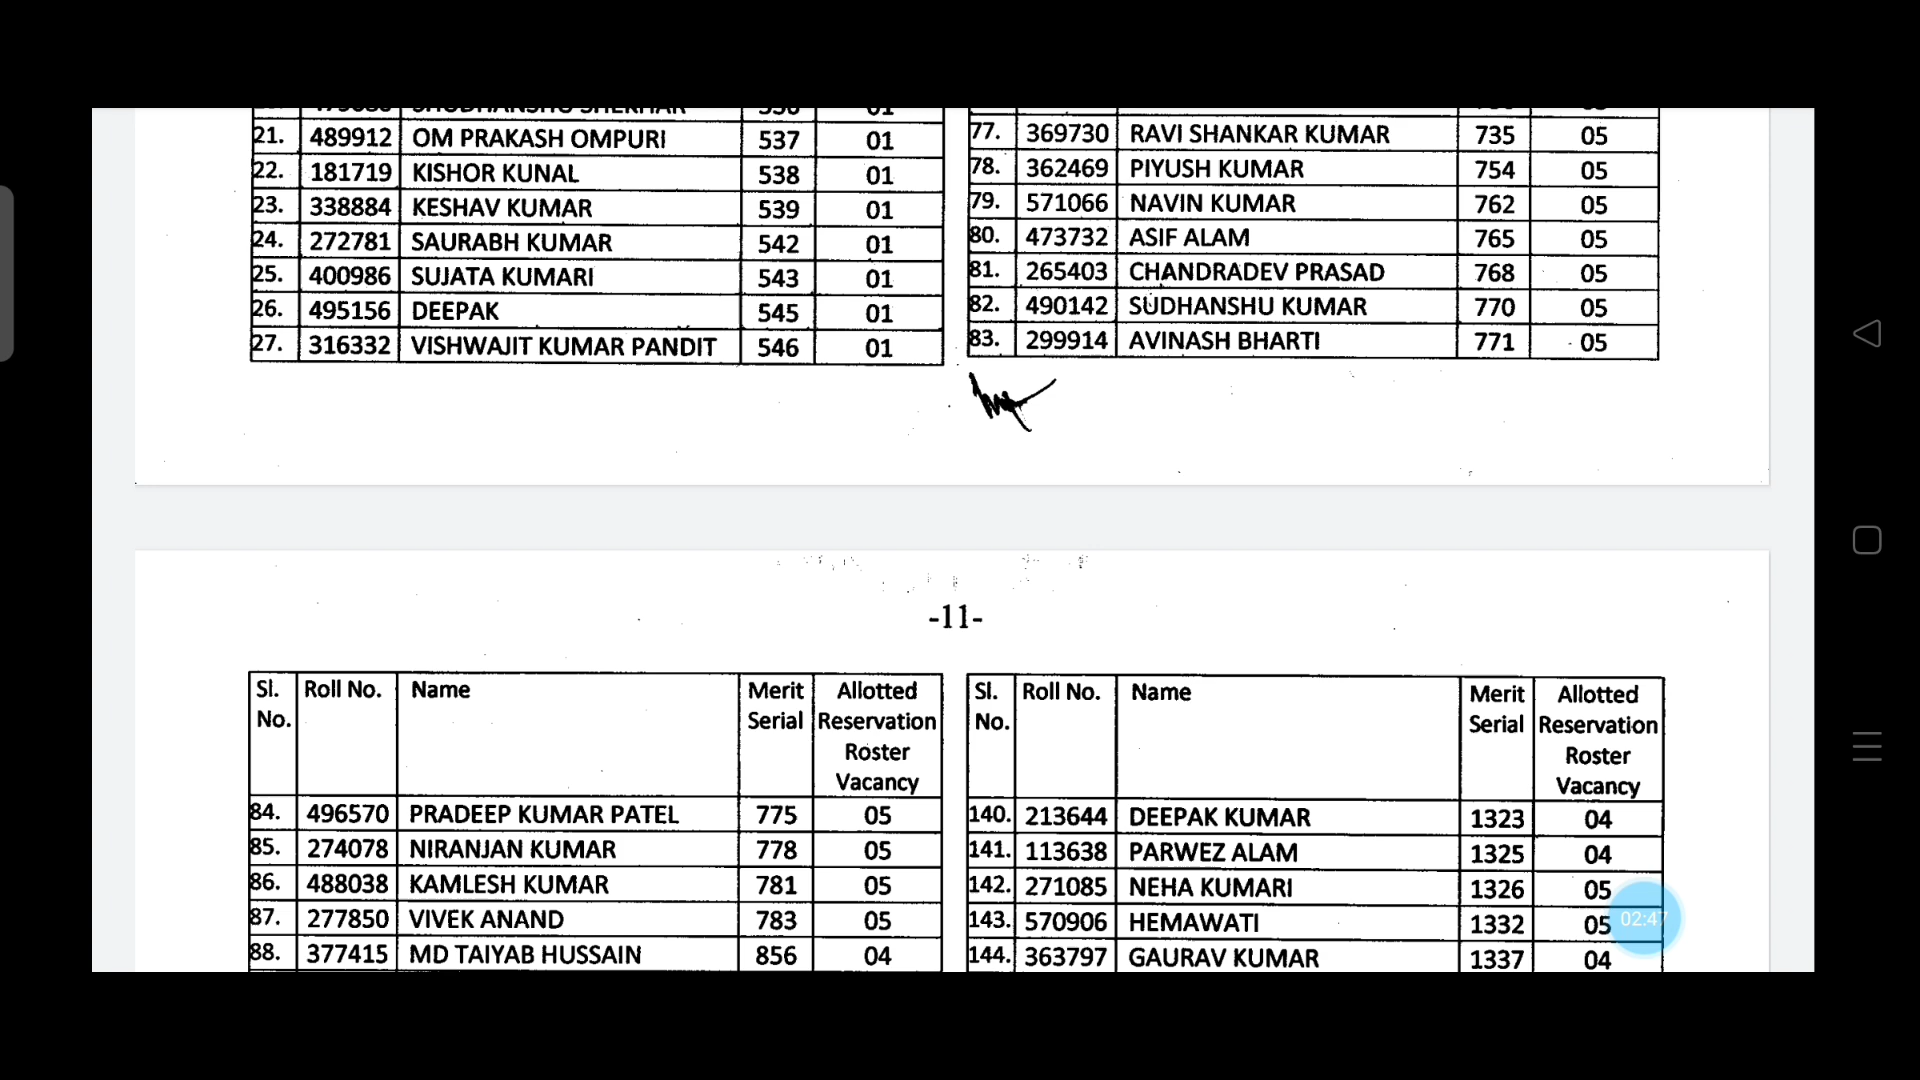 21. 489912 OM PRAKASH OMPURI 537 01
22. 181719 KISHOR KUNAL 538 01
23. 338884 KESHAV KUMAR 539 01
24. 272781 SAURABH KUMAR 542 01
25. 400986 SUJATA KUMARI 543 01
26. 495156 DEEPAK 545 01
27. 316332 VISHWAJIT KUMAR PANDIT 546 01
77. 369730 RAVI SHANKAR KUMAR 735 05
78. 362469 PIYUSH KUMAR 754 05
79. 571066 NAVIN KUMAR 762 05
80. 473732 ASIF ALAM 765 05
81. 265403 CHANDRADEV PRASAD 768 05
82. 490142 SUDHANSHU KUMAR 770 05
83. 299914 AVINASH BHARTI 771 05
-11-
Sl. No. Roll No. Name Merit Serial Allotted Reservation Roster Vacancy
84. 496570 PRADEEP KUMAR PATEL 775 05
85. 274078 NIRANJAN KUMAR 778 05
86. 488038 KAMLESH KUMAR 781 05
87. 277850 VIVEK ANAND 783 05
88. 377415 MD TAIYAB HUSSAIN 856 04
Sl. No. Roll No. Name Merit Serial Allotted Reservation Roster Vacancy
140. 213644 DEEPAK KUMAR 1323 04
141. 113638 PARWEZ ALAM 1325 04
142. 271085 NEHA KUMARI 1326 05
143. 570906 HEMAWATI 1332 05
144. 363797 GAURAV KUMAR 1337 04
02:47